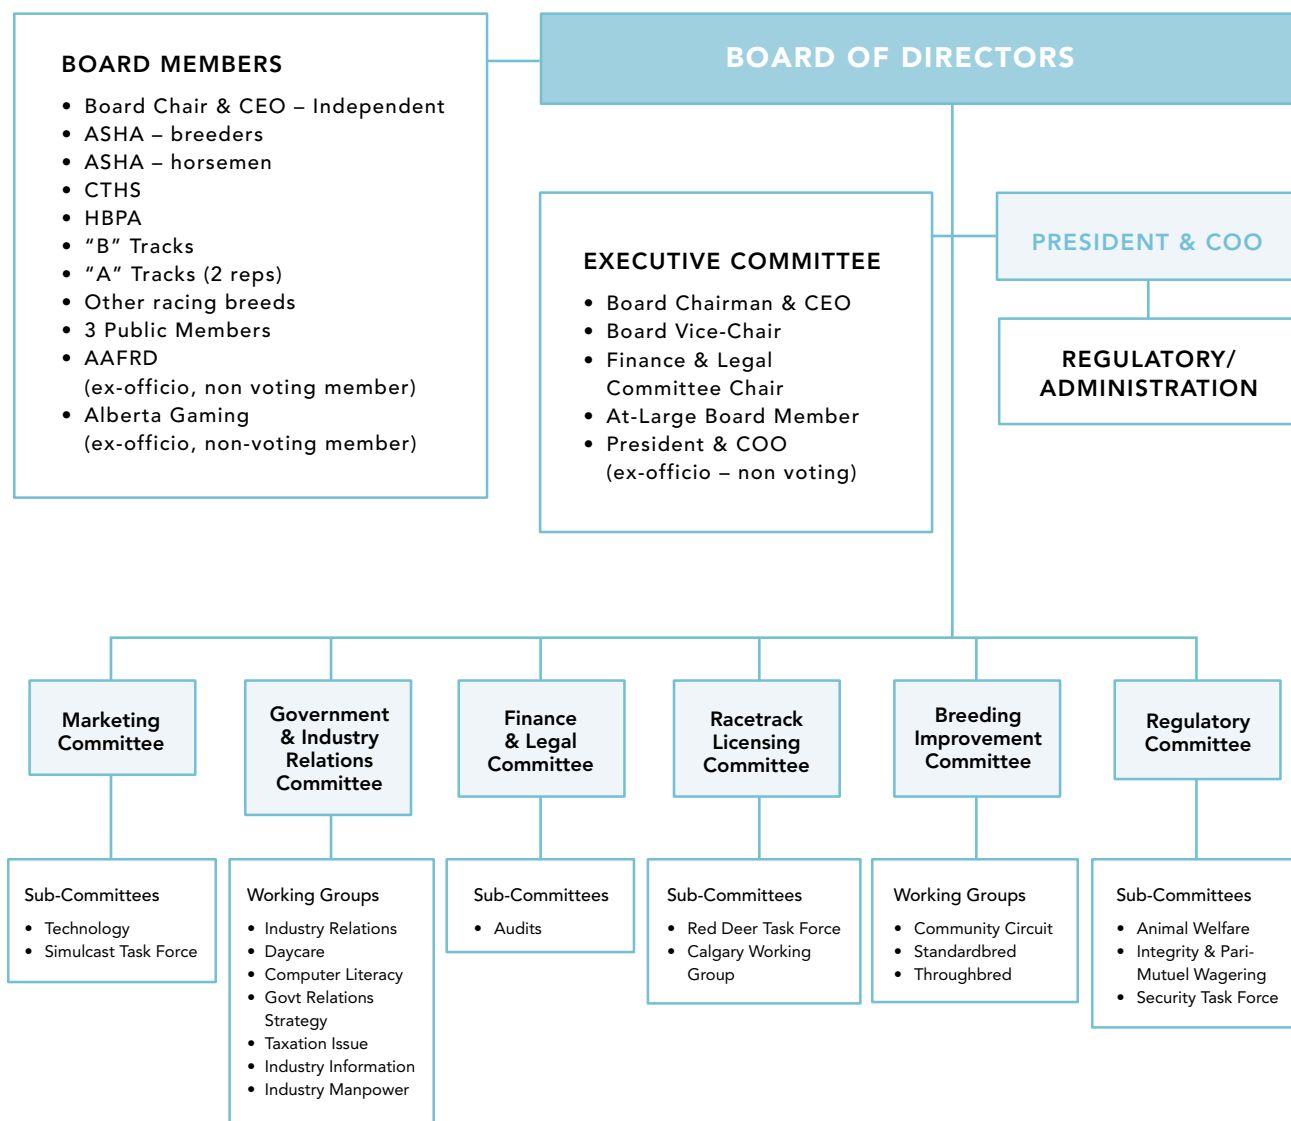 BOARD OF DIRECTORS
BOARD MEMBERS
• Board Chair & CEO – Independent
• ASHA – breeders
• ASHA – horsemen
• CTHS
• HBPA
• “B” Tracks
• “A” Tracks (2 reps)
• Other racing breeds
• 3 Public Members
• AAFRD
(ex-officio, non voting member)
• Alberta Gaming
(ex-officio, non-voting member)
EXECUTIVE COMMITTEE
• Board Chairman & CEO
• Board Vice-Chair
• Finance & Legal
Committee Chair
• At-Large Board Member
• President & COO
(ex-officio – non voting)
PRESIDENT & COO
REGULATORY/
ADMINISTRATION
Marketing
Committee
Government
& Industry
Relations
Committee
Finance
& Legal
Committee
Racetrack
Licensing
Committee
Breeding
Improvement
Committee
Regulatory
Committee
Sub-Committees
• Technology
• Simulcast Task Force
Working Groups
• Industry Relations
• Daycare
• Computer Literacy
• Govt Relations
Strategy
• Taxation Issue
• Industry Information
• Industry Manpower
Sub-Committees
• Audits
Sub-Committees
• Red Deer Task Force
• Calgary Working
Group
Working Groups
• Community Circuit
• Standardbred
• Throughbred
Sub-Committees
• Animal Welfare
• Integrity & Pari-
Mutuel Wagering
• Security Task Force